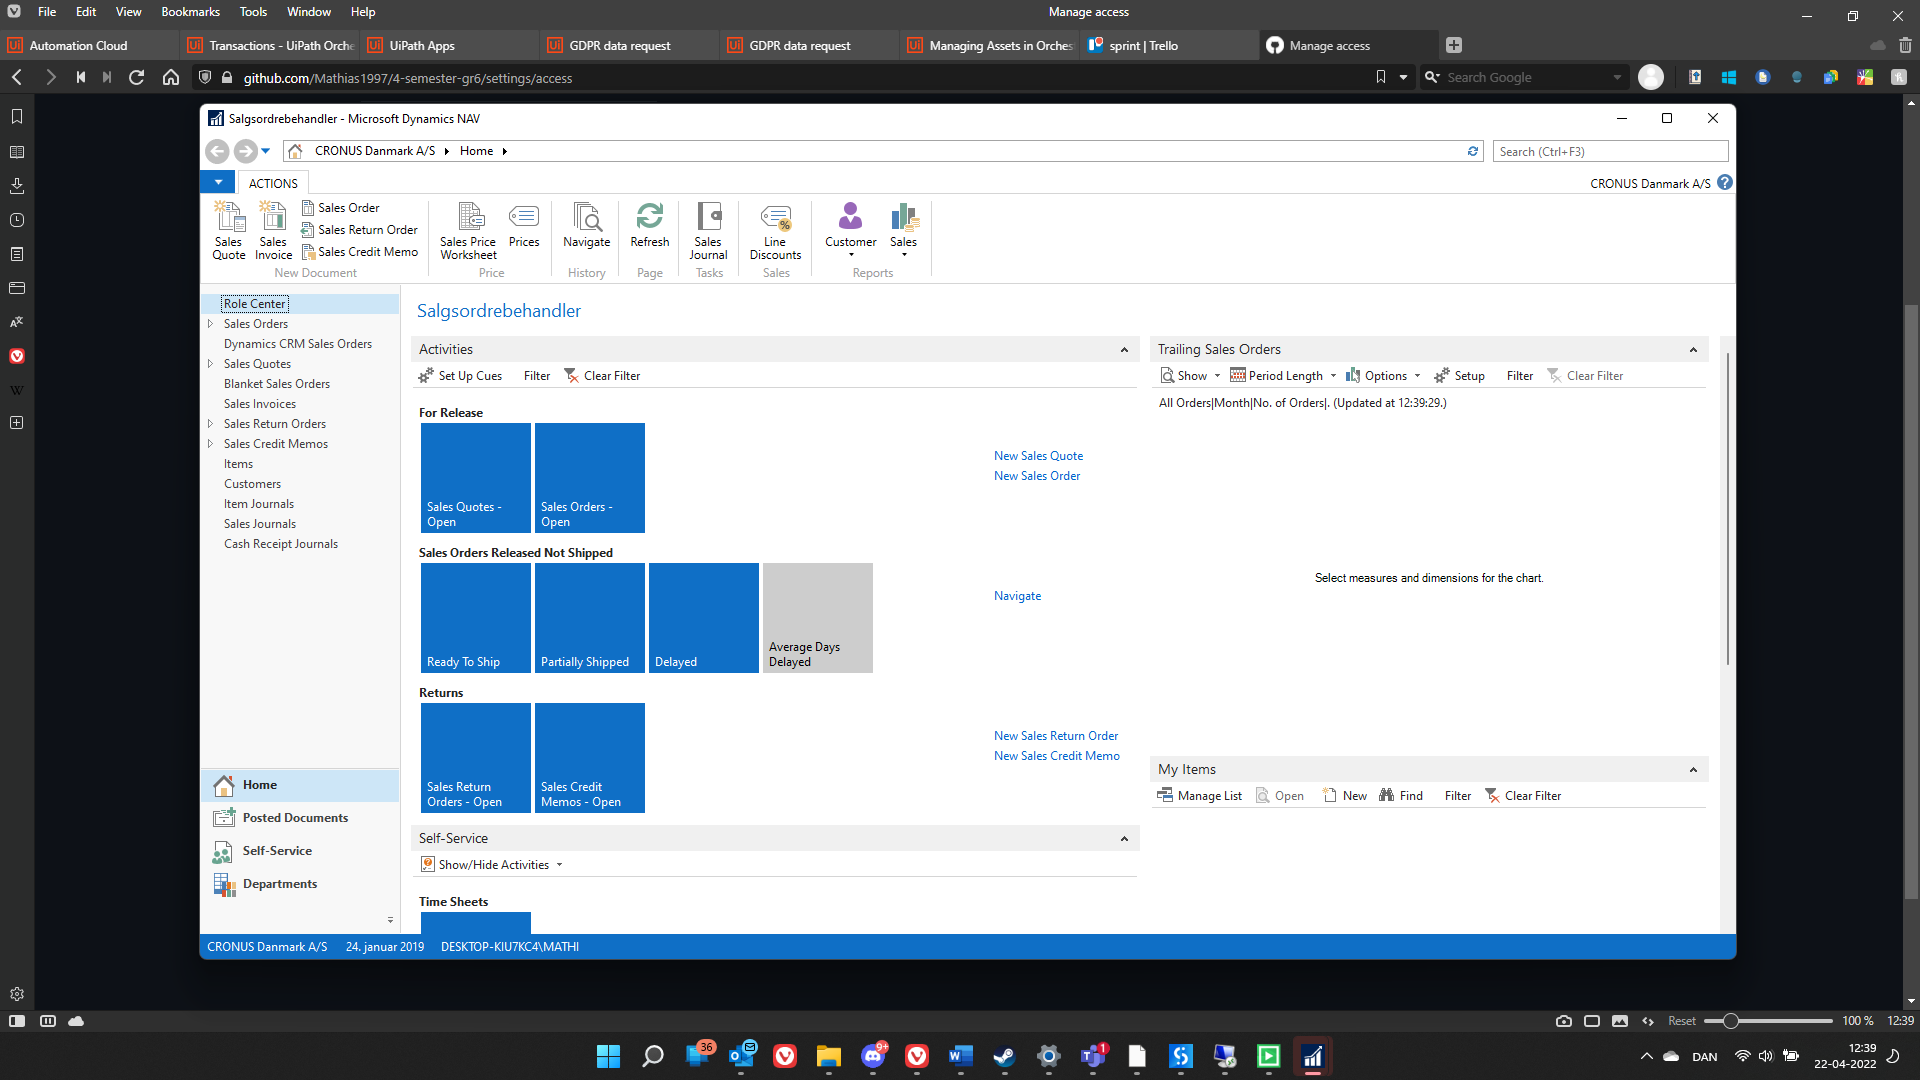 File Edit View Bookmarks Tools Window Help
Manage access
Automation Cloud
Transactions - UiPath Orche
UiPath Apps
GDPR data request
GDPR data request
Managing Assets in Orches
sprint | Trello
Manage access
github.com/Mathias1997/4-semester-gr6/settings/access
Search Google
Salgsordrebehandler - Microsoft Dynamics NAV
CRONUS Danmark A/S Home
Search (Ctrl+F3)
ACTIONS
CRONUS Danmark A/S
Sales Quote
Sales Invoice
Sales Order
Sales Return Order
Sales Credit Memo
New Document
Sales Price Worksheet
Prices
Price
Navigate
History
Refresh
Page
Sales Journal
Tasks
Line Discounts
Sales
Customer
Sales
Reports
Role Center
Sales Orders
Dynamics CRM Sales Orders
Sales Quotes
Blanket Sales Orders
Sales Invoices
Sales Return Orders
Sales Credit Memos
Items
Customers
Item Journals
Sales Journals
Cash Receipt Journals
Home
Posted Documents
Self-Service
Departments
Salgsordrebehandler
Activities
Set Up Cues Filter Clear Filter
For Release
Sales Quotes - Open
Sales Orders - Open
New Sales Quote
New Sales Order
Sales Orders Released Not Shipped
Ready To Ship
Partially Shipped
Delayed
Average Days Delayed
Navigate
Returns
Sales Return Orders - Open
Sales Credit Memos - Open
New Sales Return Order
New Sales Credit Memo
Self-Service
Show/Hide Activities
Time Sheets
Trailing Sales Orders
Show Period Length Options Setup Filter Clear Filter
All Orders|Month|No. of Orders|. (Updated at 12:39:29.)
Select measures and dimensions for the chart.
My Items
Manage List Open New Find Filter Clear Filter
CRONUS Danmark A/S 24. januar 2019 DESKTOP-KIU7KC4\MATHI
Reset 100 % 12:39
36
9+
1
DAN
12:39
22-04-2022